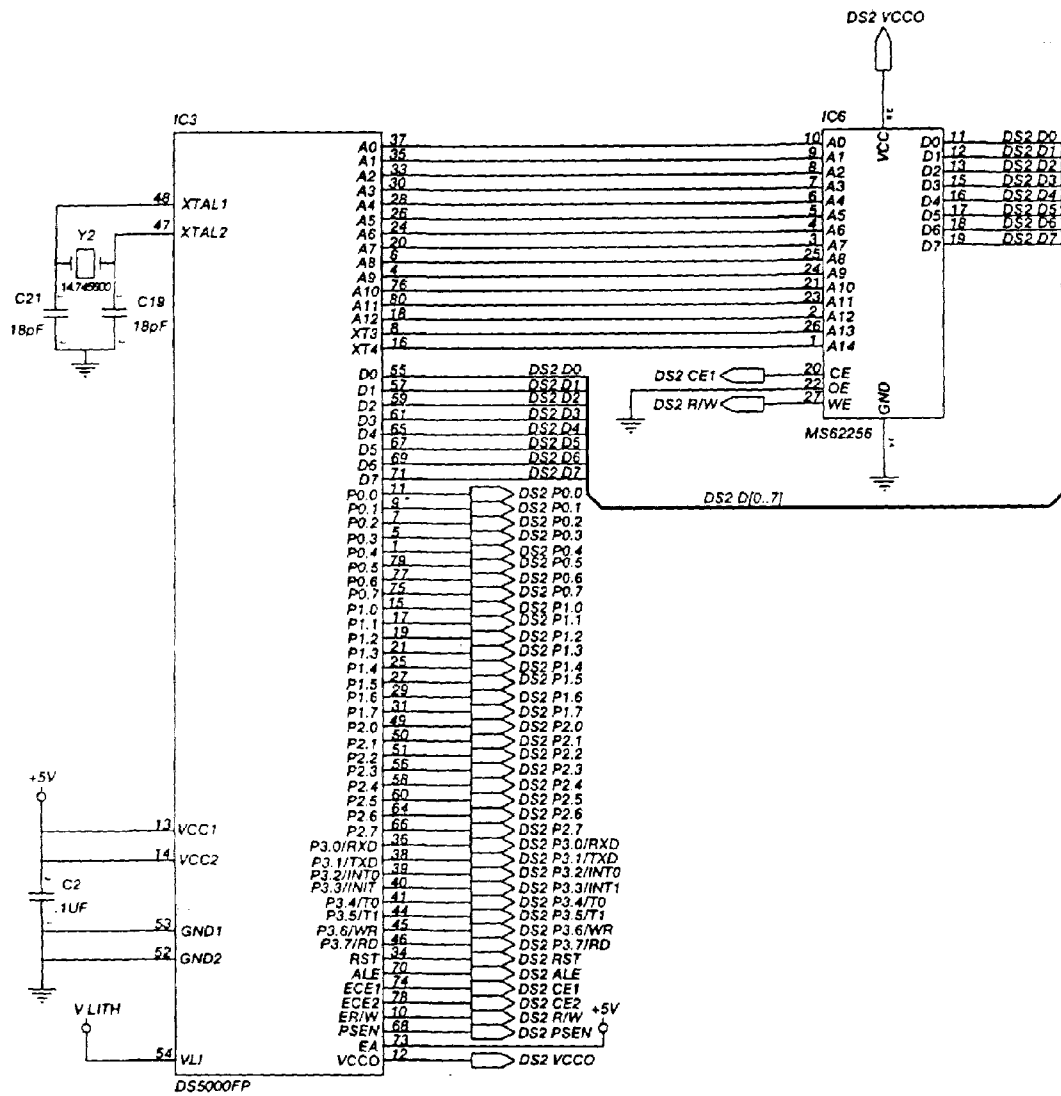 DS2 VCCO
IC3
IC6
37 A0
35 A1
33 A2
30 A3
28 A4
26 A5
24 A6
20 A7
6 A8
4 A9
76 A10
80 A11
18 A12
8 XT3
16 XT4
10 A0
9 A1
8 A2
7 A3
6 A4
5 A5
4 A6
3 A7
25 A8
24 A9
21 A10
23 A11
2 A12
26 A13
1 A14
VCC
D0 11 DS2 D0
D1 12 DS2 D1
D2 13 DS2 D2
D3 15 DS2 D3
D4 16 DS2 D4
D5 17 DS2 D5
D6 18 DS2 D6
D7 19 DS2 D7
48 XTAL1
47 XTAL2
Y2
14.745600
C21
18pF
C19
18pF
DS2 CE1 20 CE
22 OE
DS2 R/W 27 WE
GND
MS62256
D0 55 DS2 D0
D1 57 DS2 D1
D2 59 DS2 D2
D3 61 DS2 D3
D4 65 DS2 D4
D5 67 DS2 D5
D6 69 DS2 D6
D7 71 DS2 D7
DS2 D[0..7]
P0.0 11 DS2 P0.0
P0.1 9 DS2 P0.1
P0.2 7 DS2 P0.2
P0.3 5 DS2 P0.3
P0.4 1 DS2 P0.4
P0.5 79 DS2 P0.5
P0.6 77 DS2 P0.6
P0.7 75 DS2 P0.7
P1.0 15 DS2 P1.0
P1.1 17 DS2 P1.1
P1.2 19 DS2 P1.2
P1.3 21 DS2 P1.3
P1.4 25 DS2 P1.4
P1.5 27 DS2 P1.5
P1.6 29 DS2 P1.6
P1.7 31 DS2 P1.7
P2.0 49 DS2 P2.0
P2.1 50 DS2 P2.1
P2.2 51 DS2 P2.2
P2.3 56 DS2 P2.3
P2.4 58 DS2 P2.4
P2.5 60 DS2 P2.5
P2.6 64 DS2 P2.6
P2.7 66 DS2 P2.7
P3.0/RXD 36 DS2 P3.0/RXD
P3.1/TXD 38 DS2 P3.1/TXD
P3.2/INT0 39 DS2 P3.2/INT0
P3.3/INIT 40 DS2 P3.3/INT1
P3.4/T0 41 DS2 P3.4/T0
P3.5/T1 44 DS2 P3.5/T1
P3.6/WR 45 DS2 P3.6/WR
P3.7/RD 46 DS2 P3.7/RD
RST 34 DS2 RST
ALE 70 DS2 ALE
ECE1 74 DS2 CE1
ECE2 78 DS2 CE2
ER/W 10 DS2 R/W
PSEN 68 DS2 PSEN
EA 73
+5V
VCCO 12 DS2 VCCO
+5V
13 VCC1
14 VCC2
C2
.1UF
53 GND1
52 GND2
V LITH
54 VLI
DS5000FP